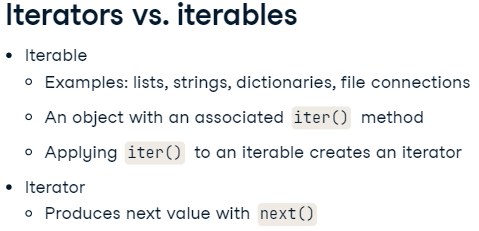 Iterators vs. iterables
• Iterable
○ Examples: lists, strings, dictionaries, file connections
○ An object with an associated iter() method
○ Applying iter() to an iterable creates an iterator
• Iterator
○ Produces next value with next()